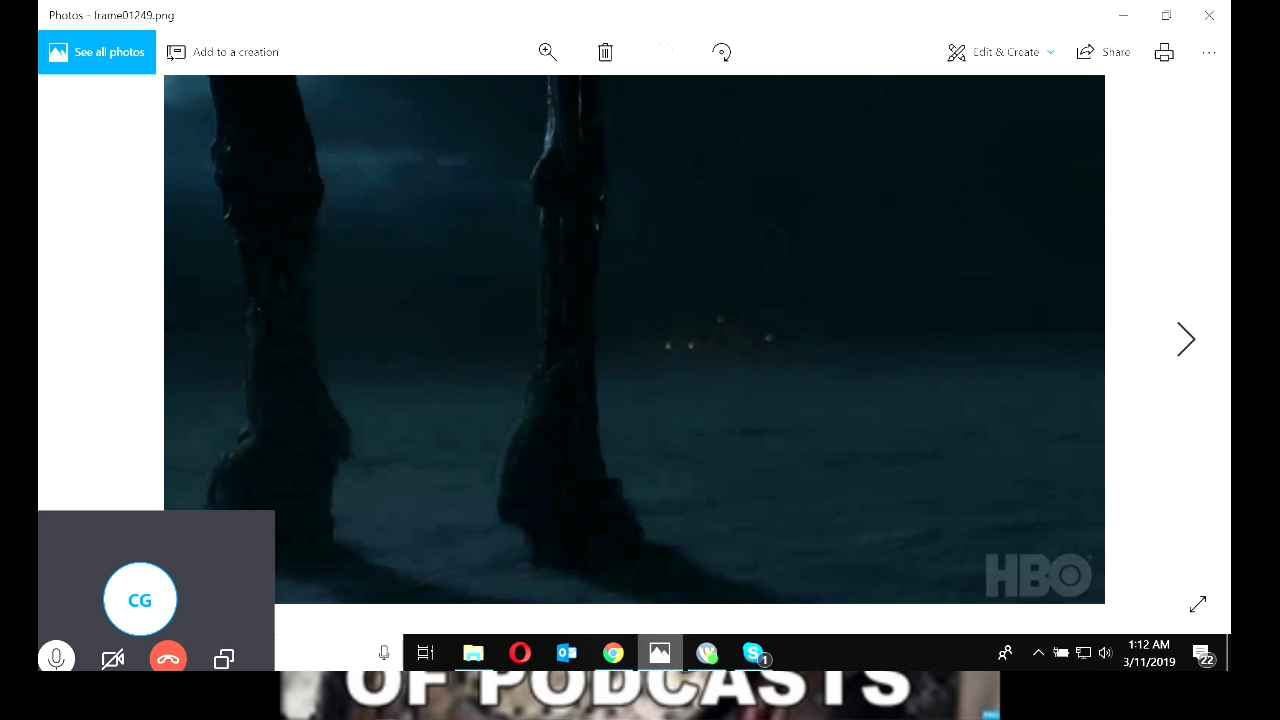 Photos - frame01249.png
See all photos
Add to a creation
Edit & Create
Share
HBO
CG
1
1:12 AM
3/11/2019
22
OF PODCASTS